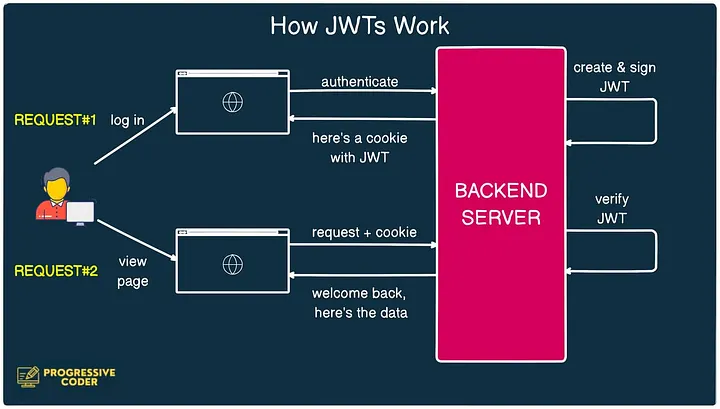 How JWTs Work
REQUEST#1
log in
authenticate
here's a cookie
with JWT
create & sign
JWT
BACKEND
SERVER
verify
JWT
REQUEST#2
view
page
request + cookie
welcome back,
here's the data
PROGRESSIVE
CODER